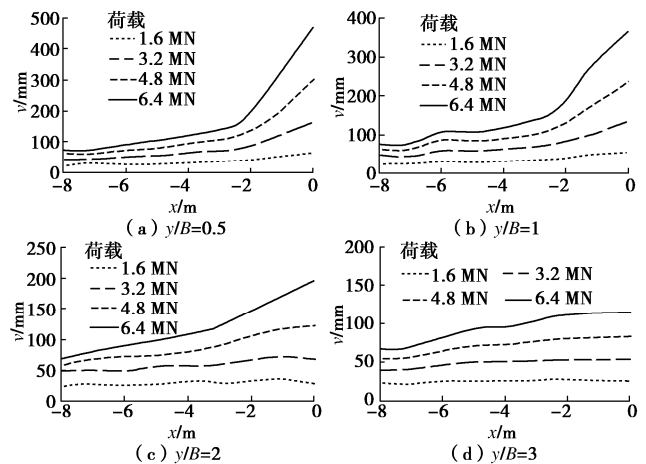 荷载
1.6 MN
3.2 MN
4.8 MN
6.4 MN
v/mm
500
400
300
200
100
0
-8 -6 -4 -2 0
x/m
(a) y/B=0.5
荷载
1.6 MN
3.2 MN
4.8 MN
6.4 MN
v/mm
400
300
200
100
0
-8 -6 -4 -2 0
x/m
(b) y/B=1
荷载
1.6 MN
3.2 MN
4.8 MN
6.4 MN
v/mm
250
200
150
100
50
0
-8 -6 -4 -2 0
x/m
(c) y/B=2
荷载
1.6 MN 3.2 MN
4.8 MN 6.4 MN
v/mm
200
150
100
50
0
-8 -6 -4 -2 0
x/m
(d) y/B=3